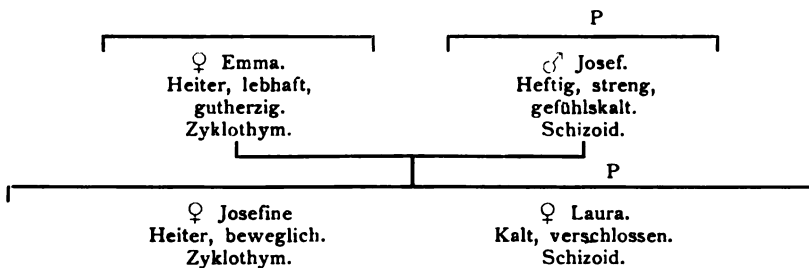 P
♀ Emma.
Heiter, lebhaft,
gutherzig.
Zyklothym.
♂ Josef.
Heftig, streng,
gefühlskalt.
Schizoid.
P
♀ Josefine
Heiter, beweglich.
Zyklothym.
♀ Laura.
Kalt, verschlossen.
Schizoid.